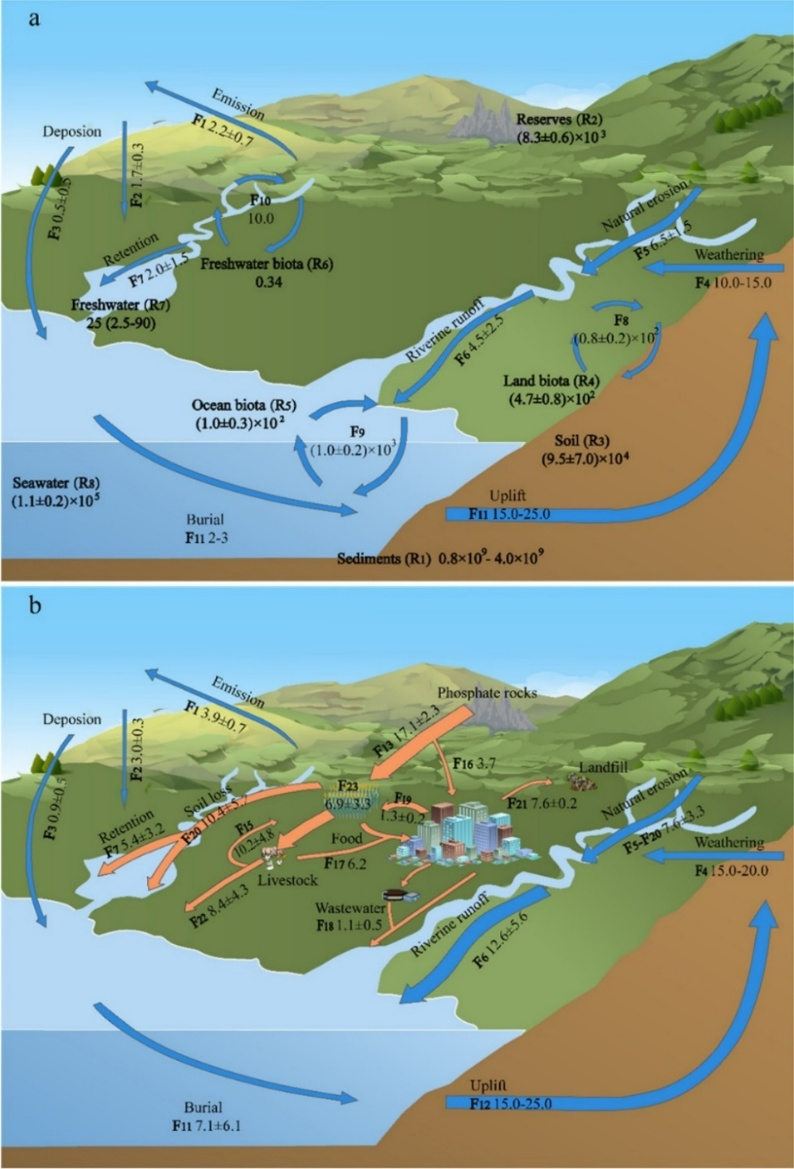 a
Emission
F1 2.2±0.7
Deposion
F2 1.7±0.3
F3 0.5±0.5
Reserves (R2)
(8.3±0.6)×10³
F10
10.0
Natural erosion
F5 6.5±1.5
Retention
F7 2.0±1.5
Freshwater biota (R6)
0.34
Weathering
F4 10.0-15.0
Freshwater (R7)
25 (2.5-90)
Riverine runoff
F6 4.5±2.5
F8
(0.8±0.2)×10²
Land biota (R4)
(4.7±0.8)×10²
Ocean biota (R5)
(1.0±0.3)×10²
F9
(1.0±0.2)×10³
Soil (R3)
(9.5±7.0)×10⁴
Seawater (R8)
(1.1±0.2)×10⁵
Burial
F11 2-3
Uplift
F11 15.0-25.0
Sediments (R1) 0.8×10⁹- 4.0×10⁹
b
Emission
F1 3.9±0.7
Deposion
F2 3.0±0.3
F3 0.9±0.5
Phosphate rocks
F13 17.1±2.3
F16 3.7
Landfill
F21 7.6±0.2
F23
6.9±3.3
F19
1.3±0.2
Natural erosion
F5-F20 7.6±3.3
Soil loss
Retention
F7 5.4±3.2
F15
10.2±4.8
Food
F17 6.2
Weathering
F4 15.0-20.0
Livestock
F22 8.4±4.3
Wastewater
F18 1.1±0.5
Riverine runoff
F6 12.6±5.6
Burial
F11 7.1±6.1
Uplift
F12 15.0-25.0